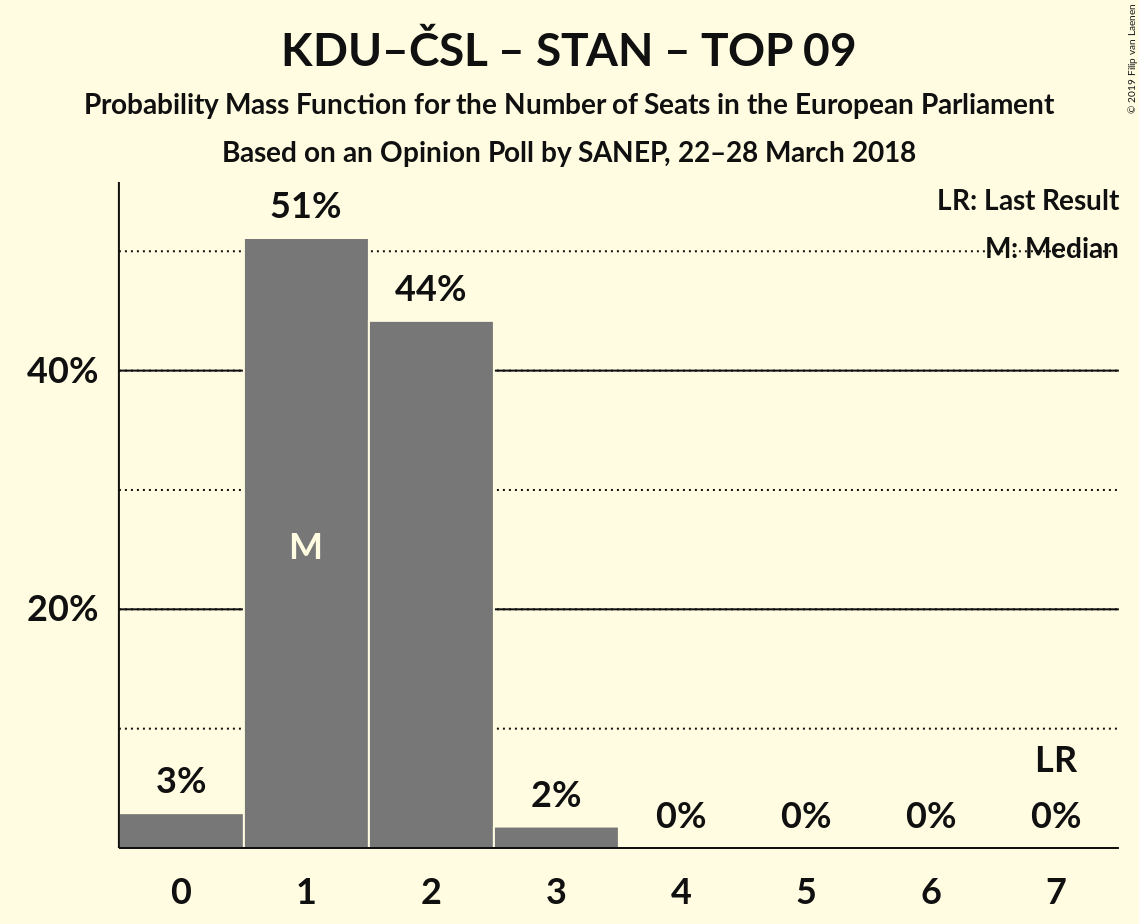 KDU–ČSL – STAN – TOP 09
Probability Mass Function for the Number of Seats in the European Parliament
Based on an Opinion Poll by SANEP, 22–28 March 2018
© 2019 Filip van Laenen
LR: Last Result
M: Median
51%
44%
40%
M
20%
LR
3%
2%
0%
0%
0%
0%
0 1 2 3 4 5 6 7